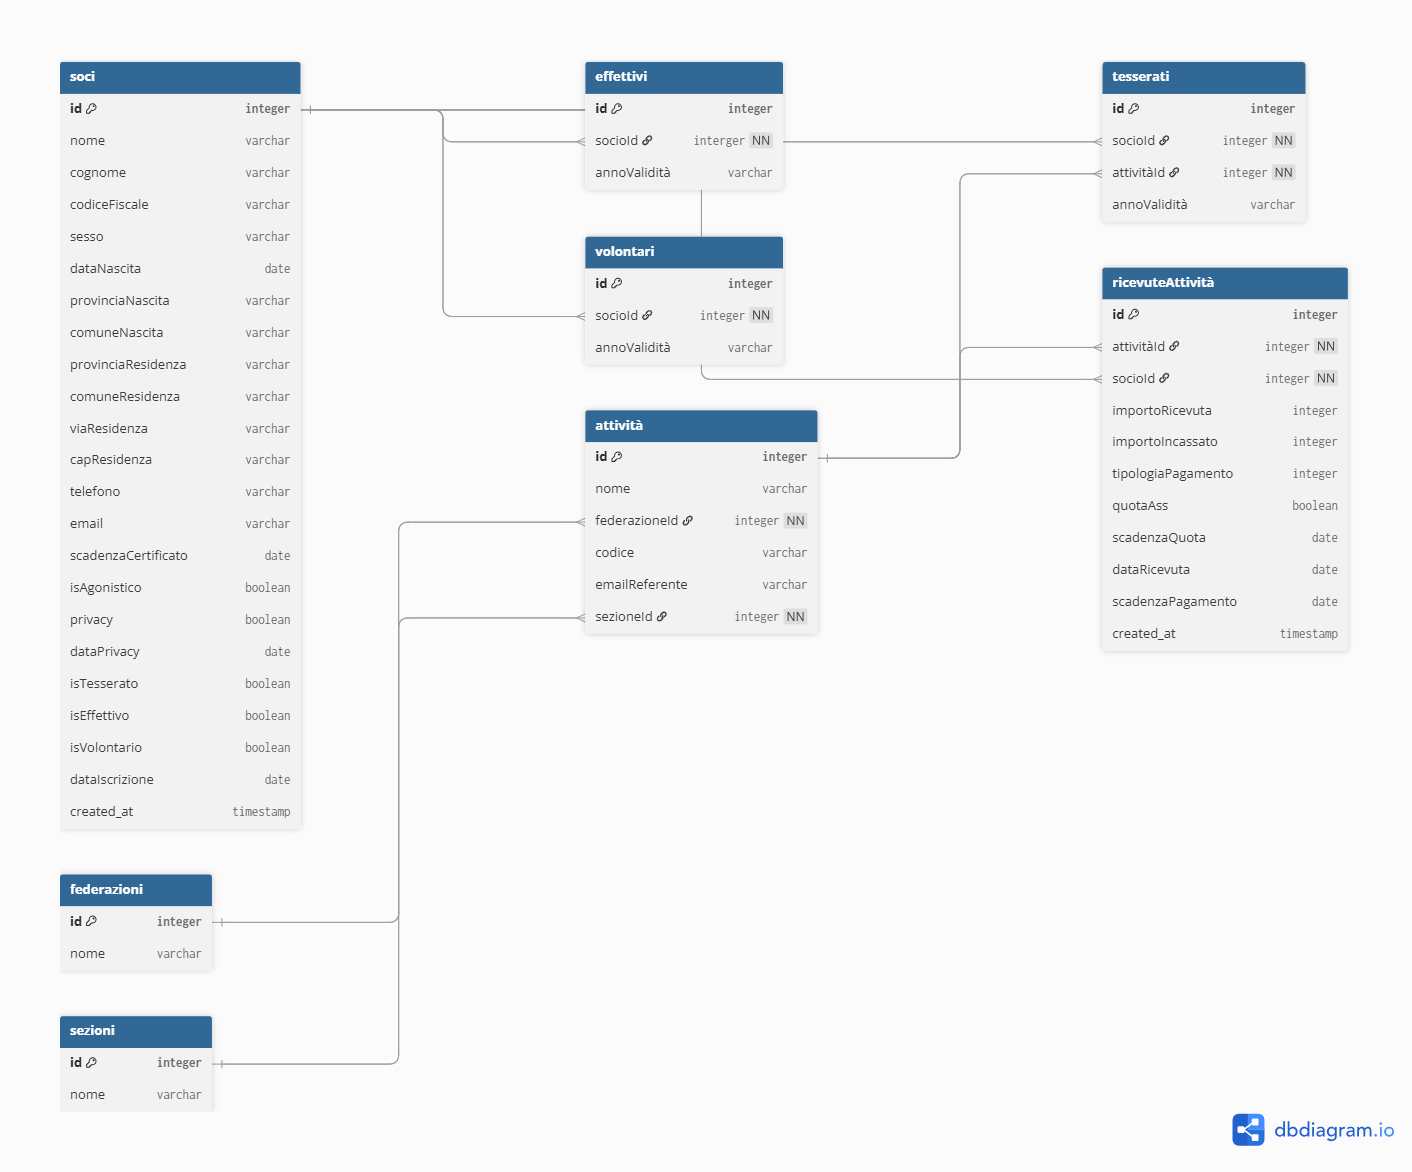 soci
id integer
nome varchar
cognome varchar
codiceFiscale varchar
sesso varchar
dataNascita date
provinciaNascita varchar
comuneNascita varchar
provinciaResidenza varchar
comuneResidenza varchar
viaResidenza varchar
capResidenza varchar
telefono varchar
email varchar
scadenzaCertificato date
isAgonistico boolean
privacy boolean
dataPrivacy date
isTesserato boolean
isEffettivo boolean
isVolontario boolean
dataIscrizione date
created_at timestamp
federazioni
id integer
nome varchar
sezioni
id integer
nome varchar
effettivi
id integer
socioId interger NN
annoValidità varchar
volontari
id integer
socioId integer NN
annoValidità varchar
attività
id integer
nome varchar
federazioneId integer NN
codice varchar
emailReferente varchar
sezioneId integer NN
tesserati
id integer
socioId integer NN
attivitàId integer NN
annoValidità varchar
ricevuteAttività
id integer
attivitàId integer NN
socioId integer NN
importoRicevuta integer
importoIncassato integer
tipologiaPagamento integer
quotaAss boolean
scadenzaQuota date
dataRicevuta date
scadenzaPagamento date
created_at timestamp
dbdiagram.io